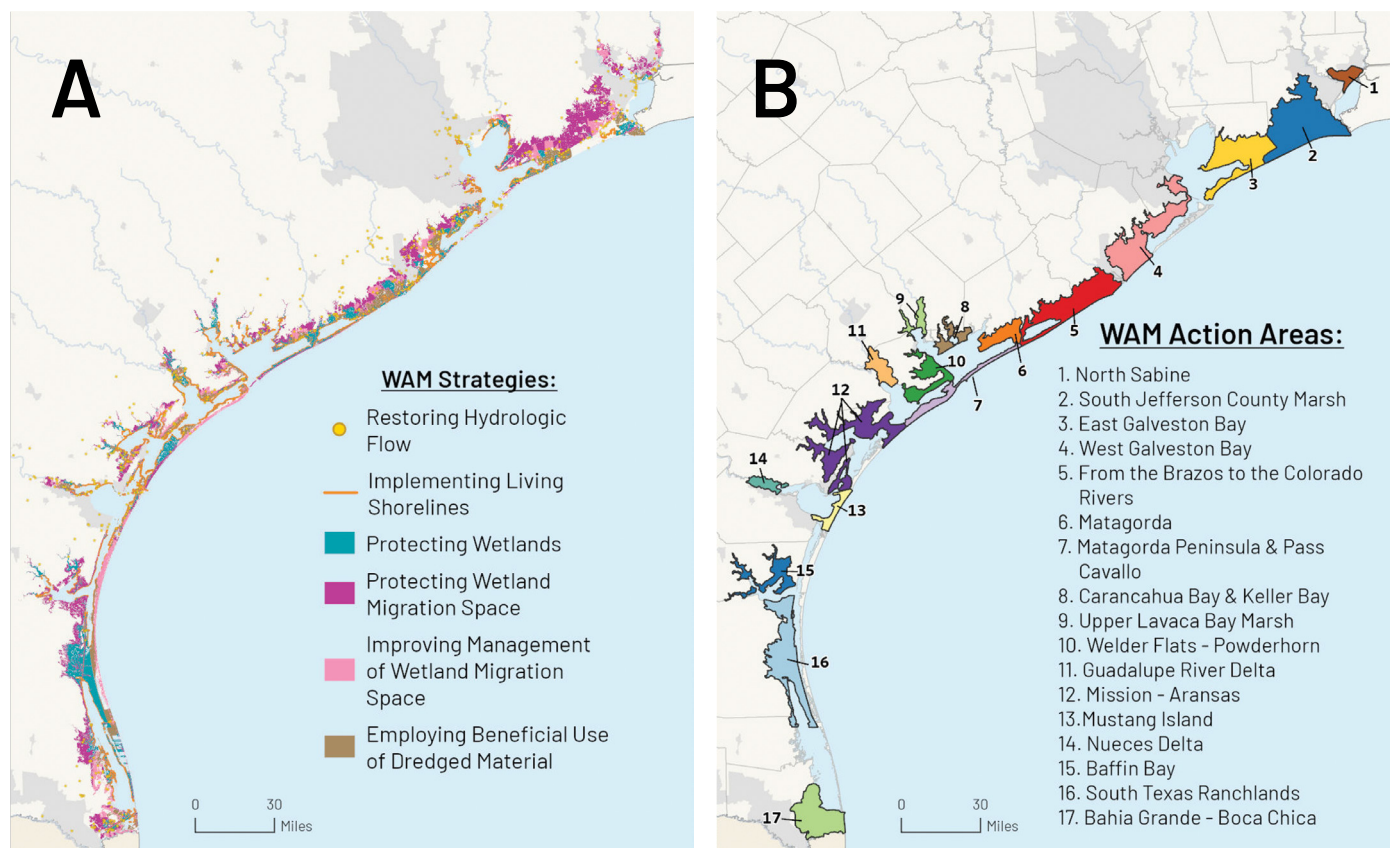 A
WAM Strategies:
Restoring Hydrologic
Flow
Implementing Living
Shorelines
Protecting Wetlands
Protecting Wetland
Migration Space
Improving Management
of Wetland Migration
Space
Employing Beneficial Use
of Dredged Material
0 30
Miles
B
1
2
3
4
5
6
7
8
9
10
11
12
13
14
15
16
17
WAM Action Areas:
1. North Sabine
2. South Jefferson County Marsh
3. East Galveston Bay
4. West Galveston Bay
5. From the Brazos to the Colorado
Rivers
6. Matagorda
7. Matagorda Peninsula & Pass
Cavallo
8. Carancahua Bay & Keller Bay
9. Upper Lavaca Bay Marsh
10. Welder Flats - Powderhorn
11. Guadalupe River Delta
12. Mission - Aransas
13.Mustang Island
14. Nueces Delta
15. Baffin Bay
16. South Texas Ranchlands
17. Bahia Grande - Boca Chica
0 30
Miles